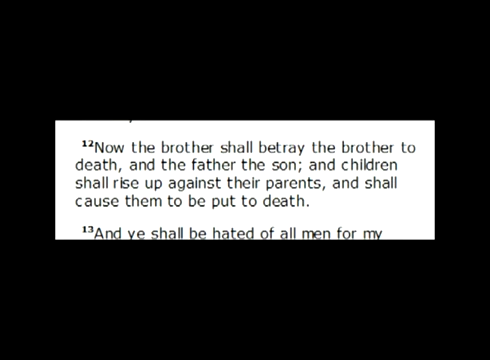 12Now the brother shall betray the brother to
death, and the father the son; and children
shall rise up against their parents, and shall
cause them to be put to death.
13And ye shall be hated of all men for my